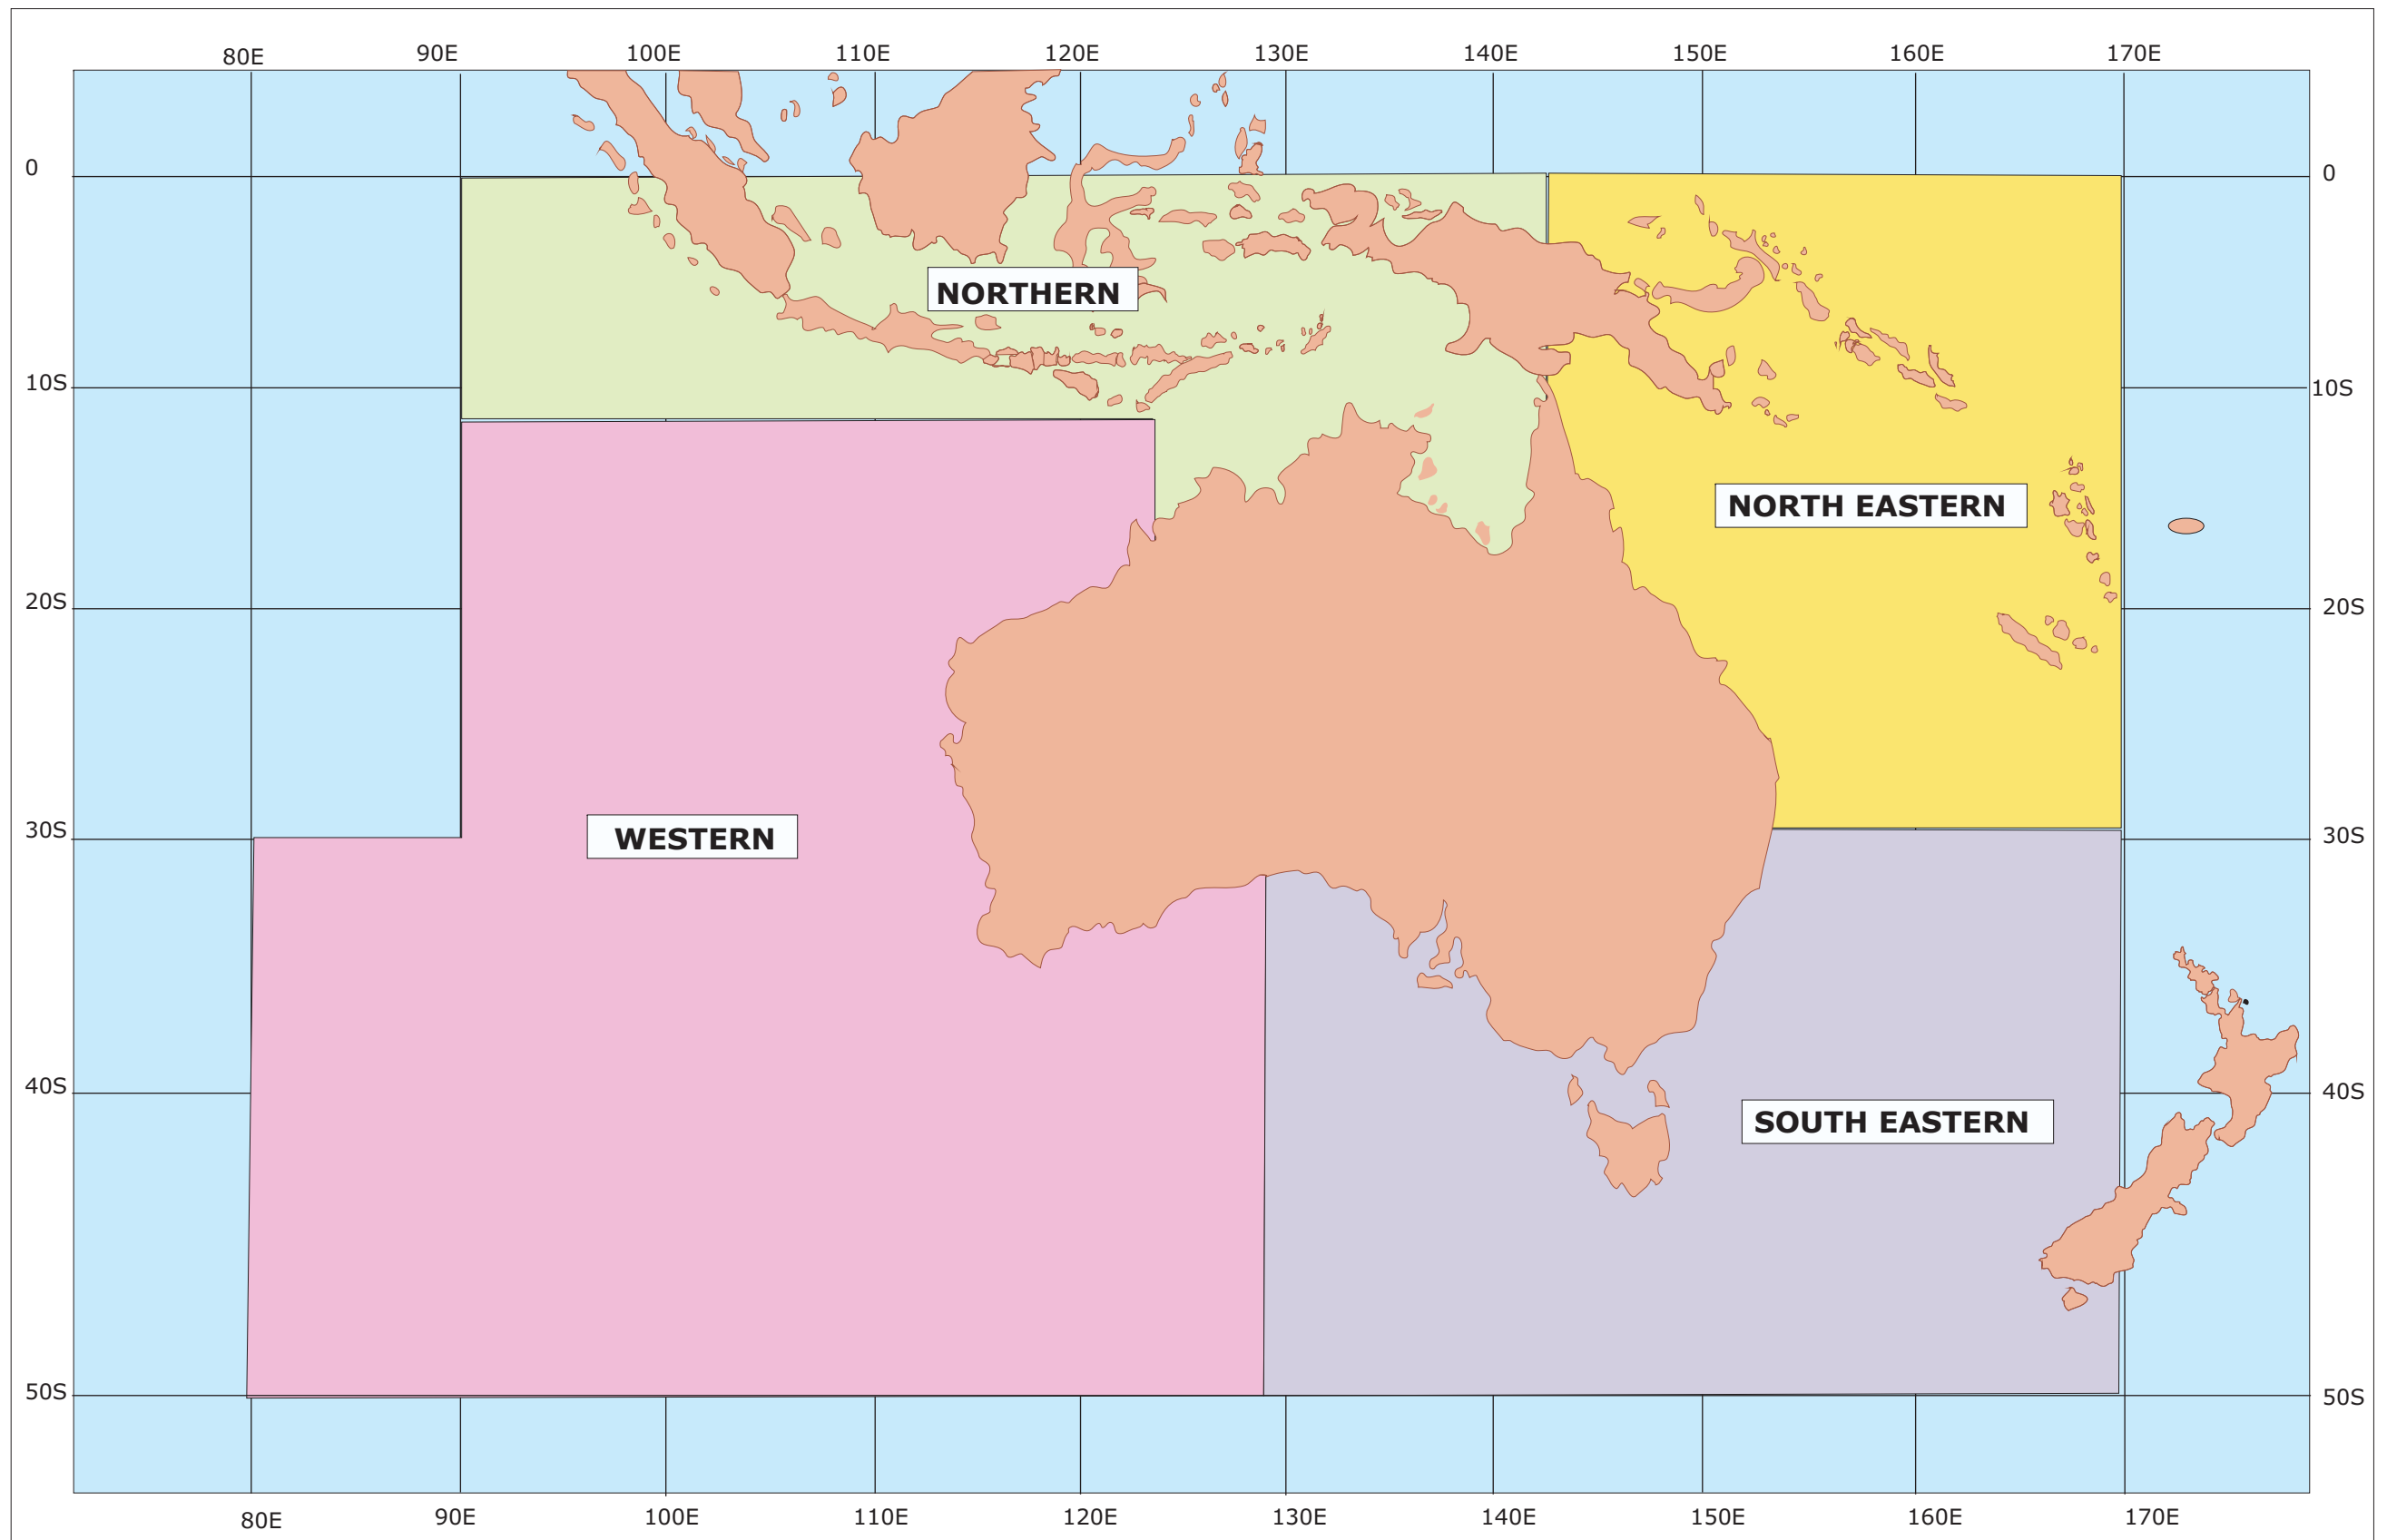 80E 90E 100E 110E 120E 130E 140E 150E 160E 170E
0 0
NORTHERN
10S 10S
NORTH EASTERN
20S 20S
30S WESTERN 30S
40S 40S
SOUTH EASTERN
50S 50S
80E 90E 100E 110E 120E 130E 140E 150E 160E 170E